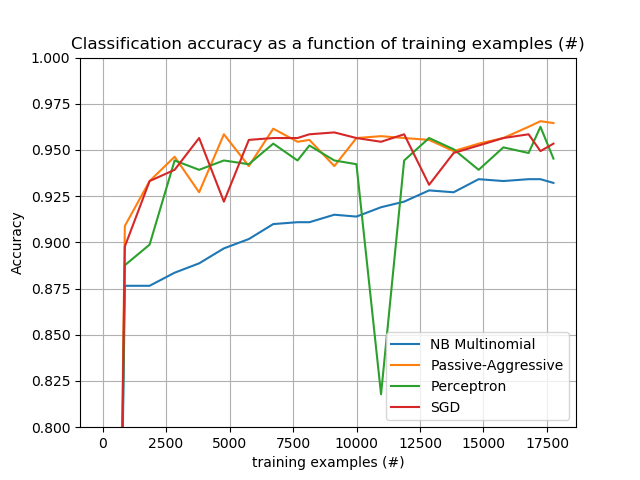 Classification accuracy as a function of training examples (#)
1.000
0.975
0.950
0.925
0.900
0.875
0.850
0.825
0.800
Accuracy
NB Multinomial
Passive-Aggressive
Perceptron
SGD
0 2500 5000 7500 10000 12500 15000 17500
training examples (#)